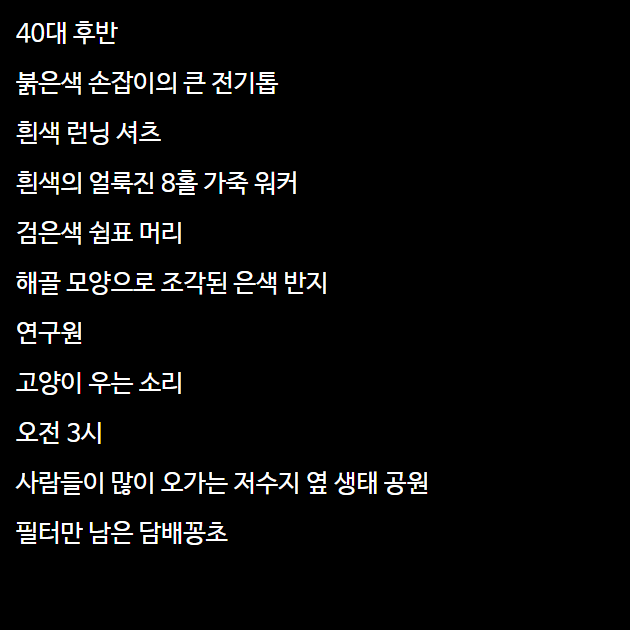 40대 후반
붉은색 손잡이의 큰 전기톱
흰색 런닝 셔츠
흰색의 얼룩진 8홀 가죽 워커
검은색 쉼표 머리
해골 모양으로 조각된 은색 반지
연구원
고양이 우는 소리
오전 3시
사람들이 많이 오가는 저수지 옆 생태 공원
필터만 남은 담배꽁초